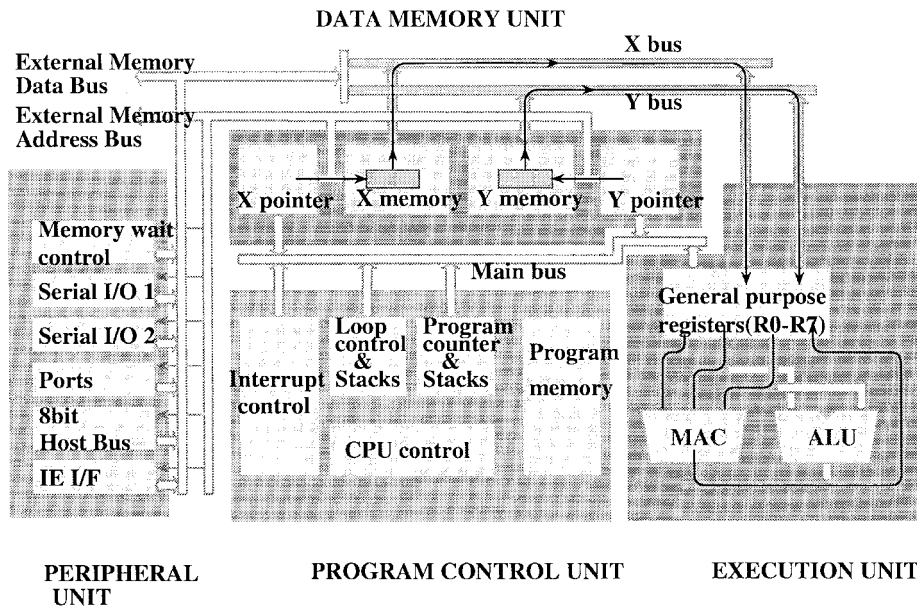 DATA MEMORY UNIT
X bus
External Memory
Data Bus
Y bus
External Memory
Address Bus
X pointer
X memory
Y memory
Y pointer
Memory wait
control
Main bus
Serial I/O 1
General purpose
registers(R0-R7)
Serial I/O 2
Loop
control
&
Stacks
Program
counter
&
Stacks
Program
memory
Interrupt
control
Ports
8bit
Host Bus
MAC
ALU
CPU control
IE I/F
PERIPHERAL
UNIT
PROGRAM CONTROL UNIT
EXECUTION UNIT